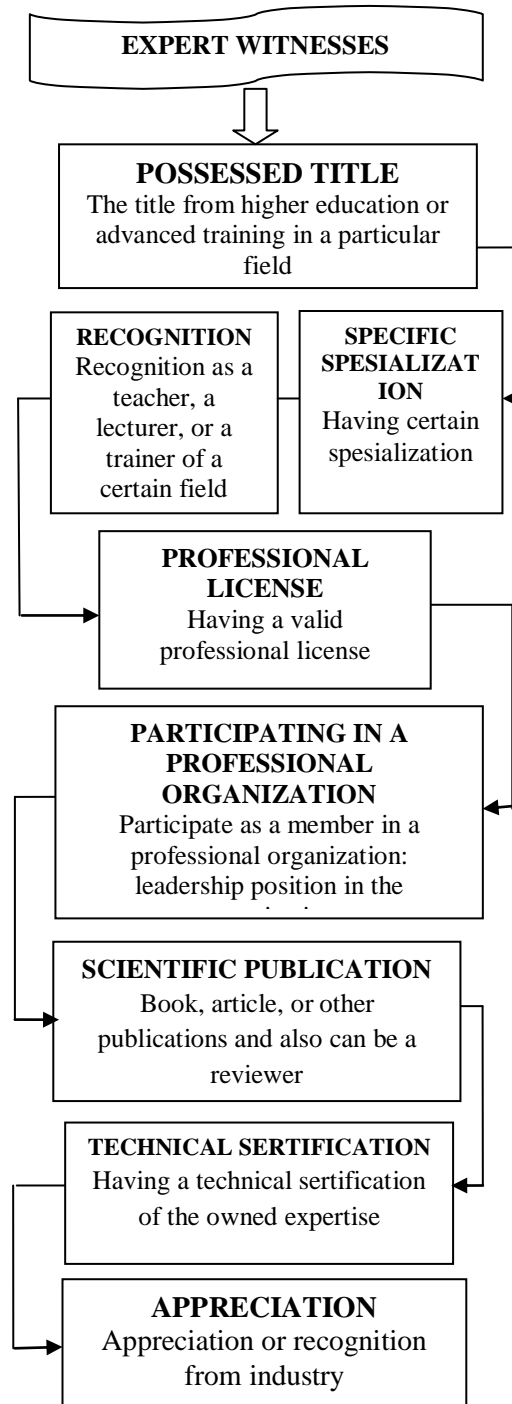 EXPERT WITNESSES
POSSESSED TITLE
The title from higher education or
advanced training in a particular
field
RECOGNITION
Recognition as a
teacher, a
lecturer, or a
trainer of a
certain field
SPECIFIC
SPESIALIZAT
ION
Having certain
spesialization
PROFESSIONAL
LICENSE
Having a valid
professional license
PARTICIPATING IN A
PROFESSIONAL
ORGANIZATION
Participate as a member in a
professional organization:
leadership position in the
SCIENTIFIC PUBLICATION
Book, article, or other
publications and also can be a
reviewer
TECHNICAL SERTIFICATION
Having a technical sertification
of the owned expertise
APPRECIATION
Appreciation or recognition
from industry